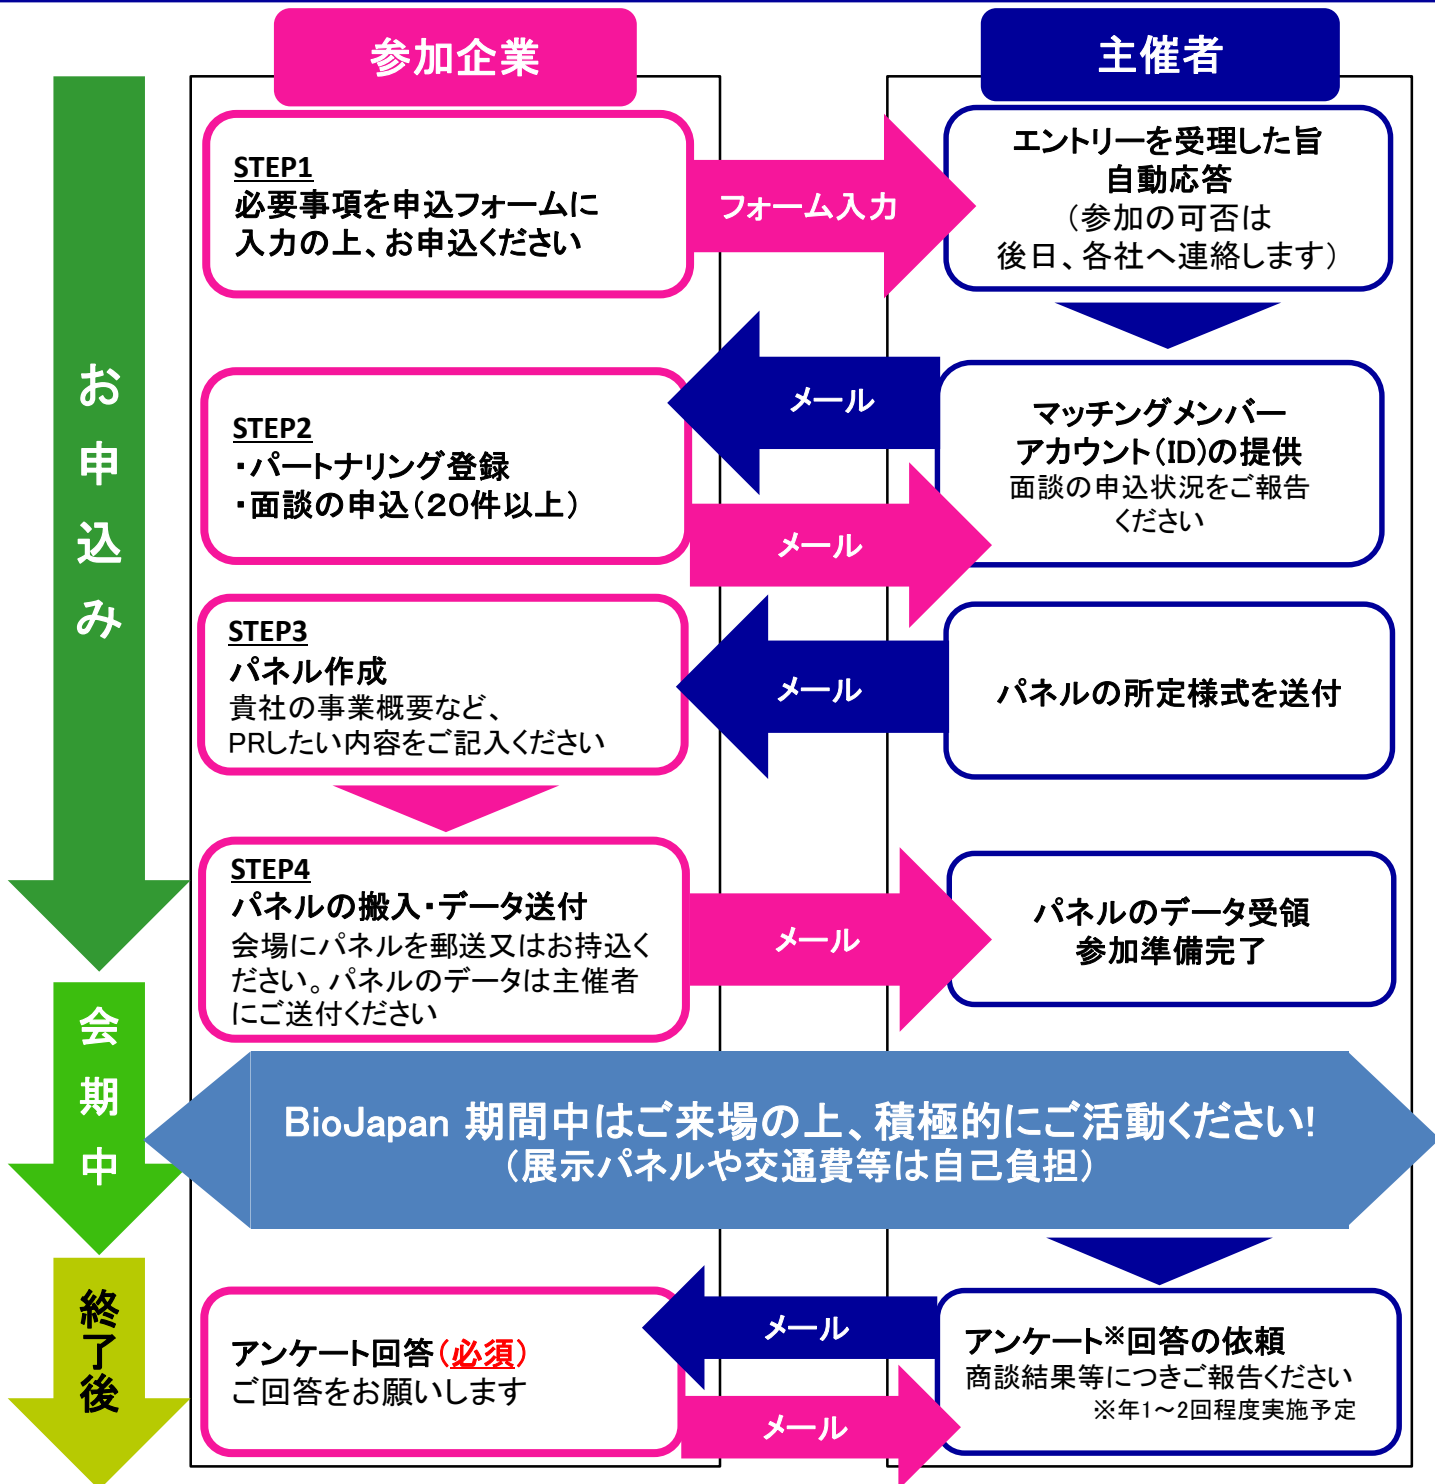 参加企業
主催者
お申込み
STEP1
必要事項を申込フォームに
入力の上、お申込ください
フォーム入力
エントリーを受理した旨
自動応答
(参加の可否は
後日、各社へ連絡します)
メール
STEP2
・パートナリング登録
・面談の申込(20件以上)
マッチングメンバー
アカウント(ID)の提供
面談の申込状況をご報告
ください
メール
STEP3
パネル作成
貴社の事業概要など、
PRしたい内容をご記入ください
メール
パネルの所定様式を送付
STEP4
パネルの搬入・データ送付
会場にパネルを郵送又はお持込く
ださい。パネルのデータは主催者
にご送付ください
メール
パネルのデータ受領
参加準備完了
会期中
BioJapan 期間中はご来場の上、積極的にご活動ください!
(展示パネルや交通費等は自己負担)
終了後
アンケート回答(必須)
ご回答をお願いします
メール
アンケート※回答の依頼
商談結果等につきご報告ください
※年1~2回程度実施予定
メール